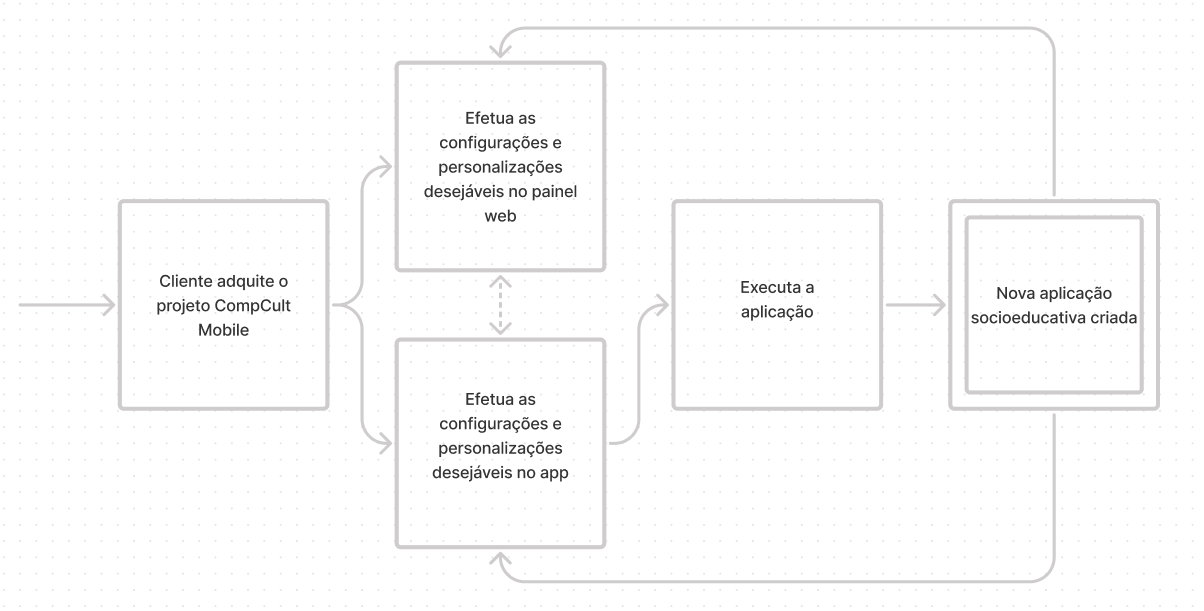 Cliente adquite o
projeto CompCult
Mobile
Efetua as
configurações e
personalizações
desejáveis no painel
web
Efetua as
configurações e
personalizações
desejáveis no app
Executa a
aplicação
Nova aplicação
socioeducativa criada